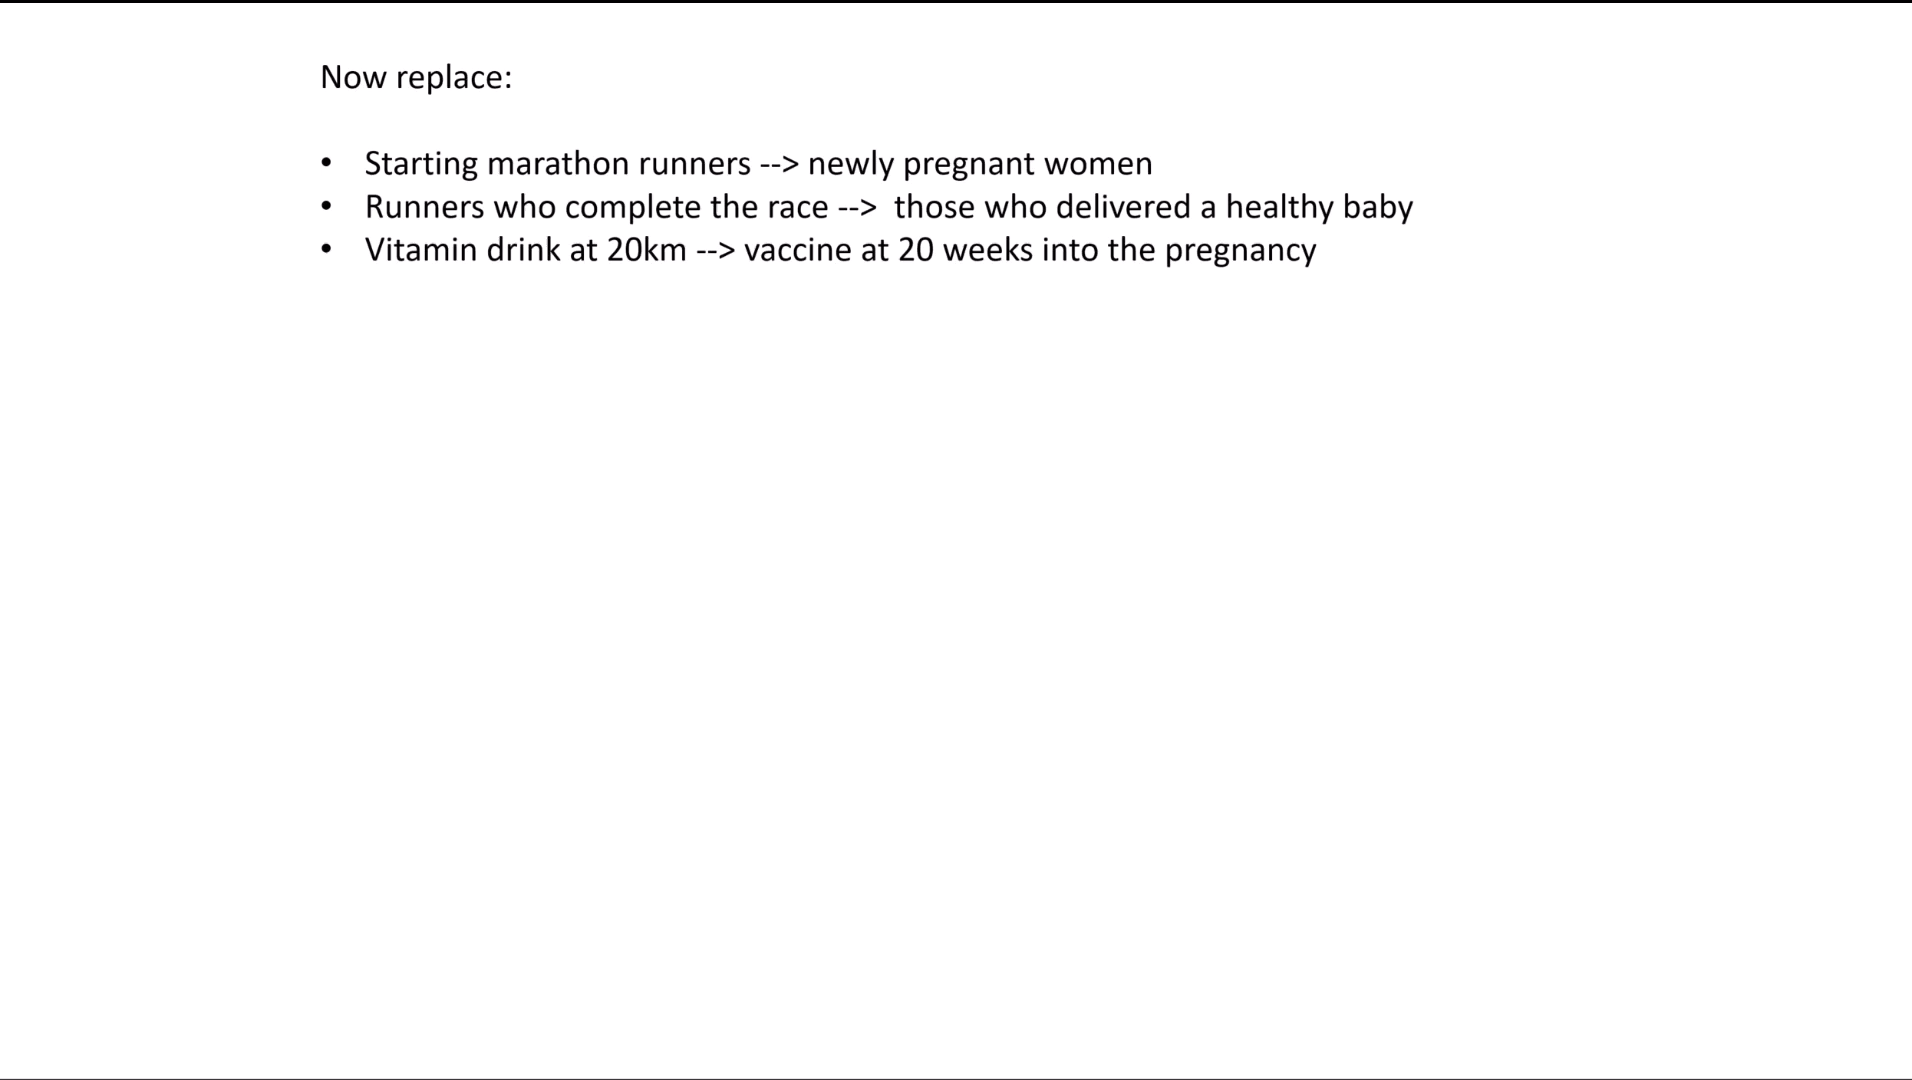 Now replace:
• Starting marathon runners --> newly pregnant women
• Runners who complete the race -->  those who delivered a healthy baby
• Vitamin drink at 20km --> vaccine at 20 weeks into the pregnancy